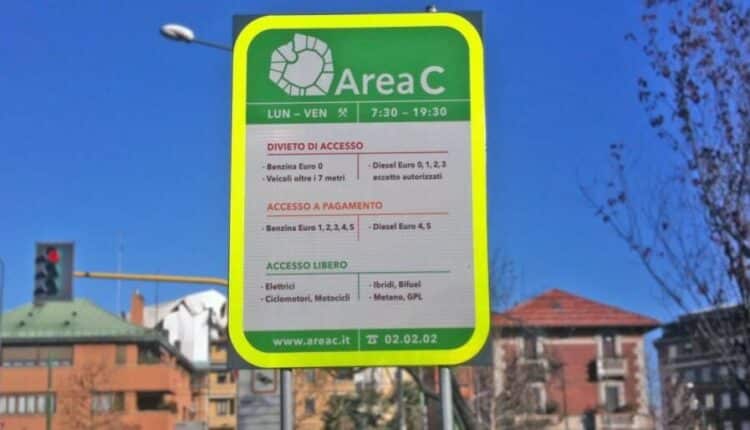 Area C
LUN – VEN ⚒ 7:30 – 19:30
DIVIETO DI ACCESSO
· Benzina Euro 0
· Veicoli oltre i 7 metri
· Diesel Euro 0, 1, 2, 3
eccetto autorizzati
ACCESSO A PAGAMENTO
· Benzina Euro 1, 2, 3, 4, 5
· Diesel Euro 4, 5
ACCESSO LIBERO
· Elettrici
· Ciclomotori, Motocicli
· Ibridi, Bifuel
· Metano, GPL
www.areac.it ☎ 02.02.02